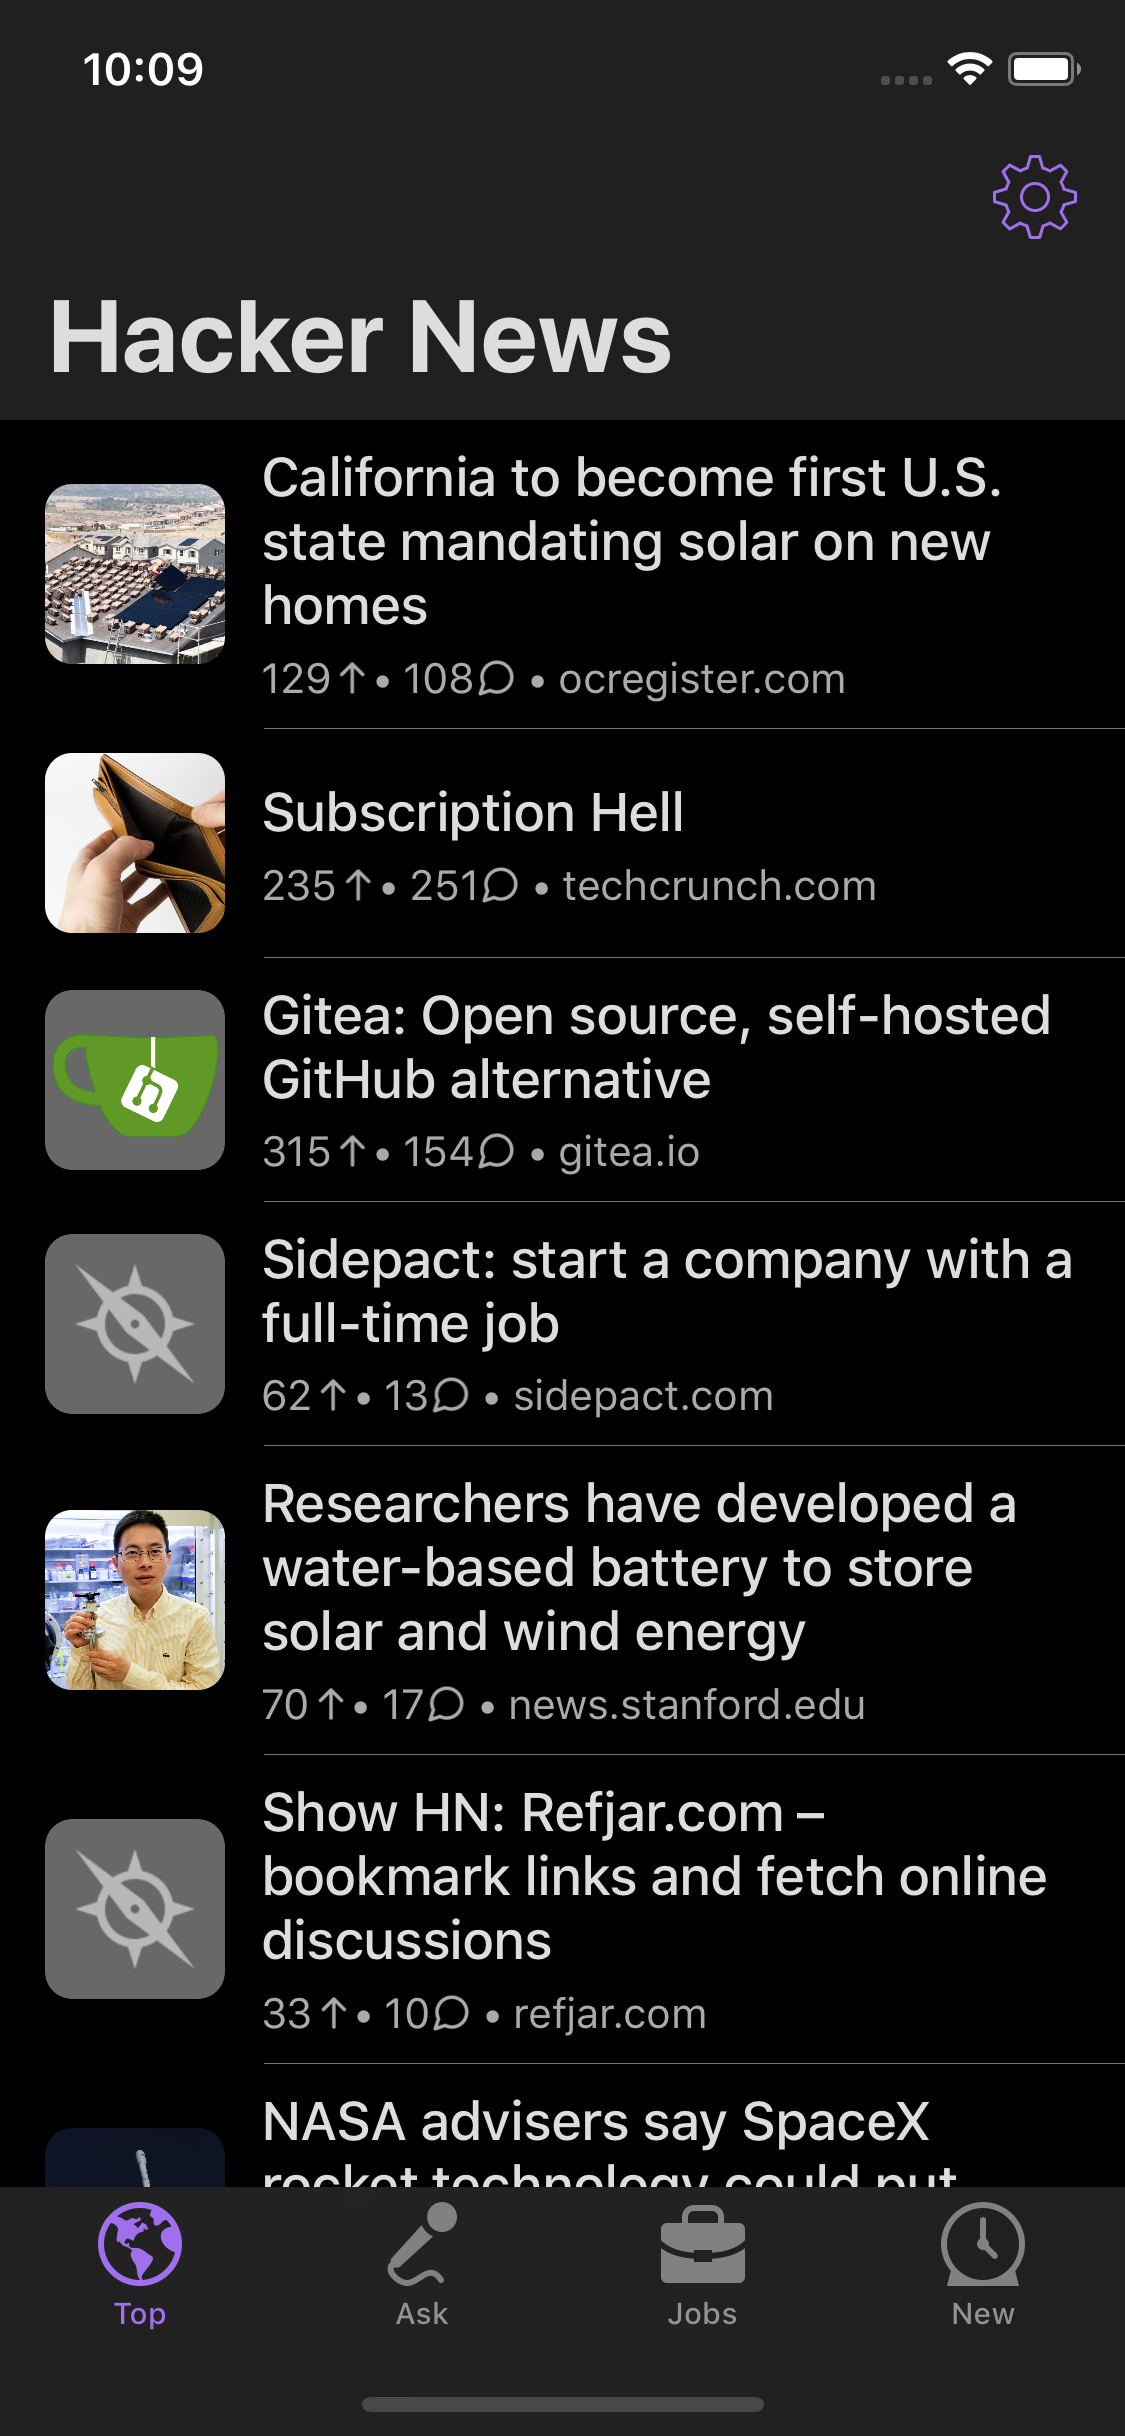 10:09
Hacker News
California to become first U.S.
state mandating solar on new
homes
129↑ • 108 • ocregister.com
Subscription Hell
235↑ • 251 • techcrunch.com
Gitea: Open source, self-hosted
GitHub alternative
315↑ • 154 • gitea.io
Sidepact: start a company with a
full-time job
62↑ • 13 • sidepact.com
Researchers have developed a
water-based battery to store
solar and wind energy
70↑ • 17 • news.stanford.edu
Show HN: Refjar.com –
bookmark links and fetch online
discussions
33↑ • 10 • refjar.com
NASA advisers say SpaceX
rocket technology could put
Top
Ask
Jobs
New